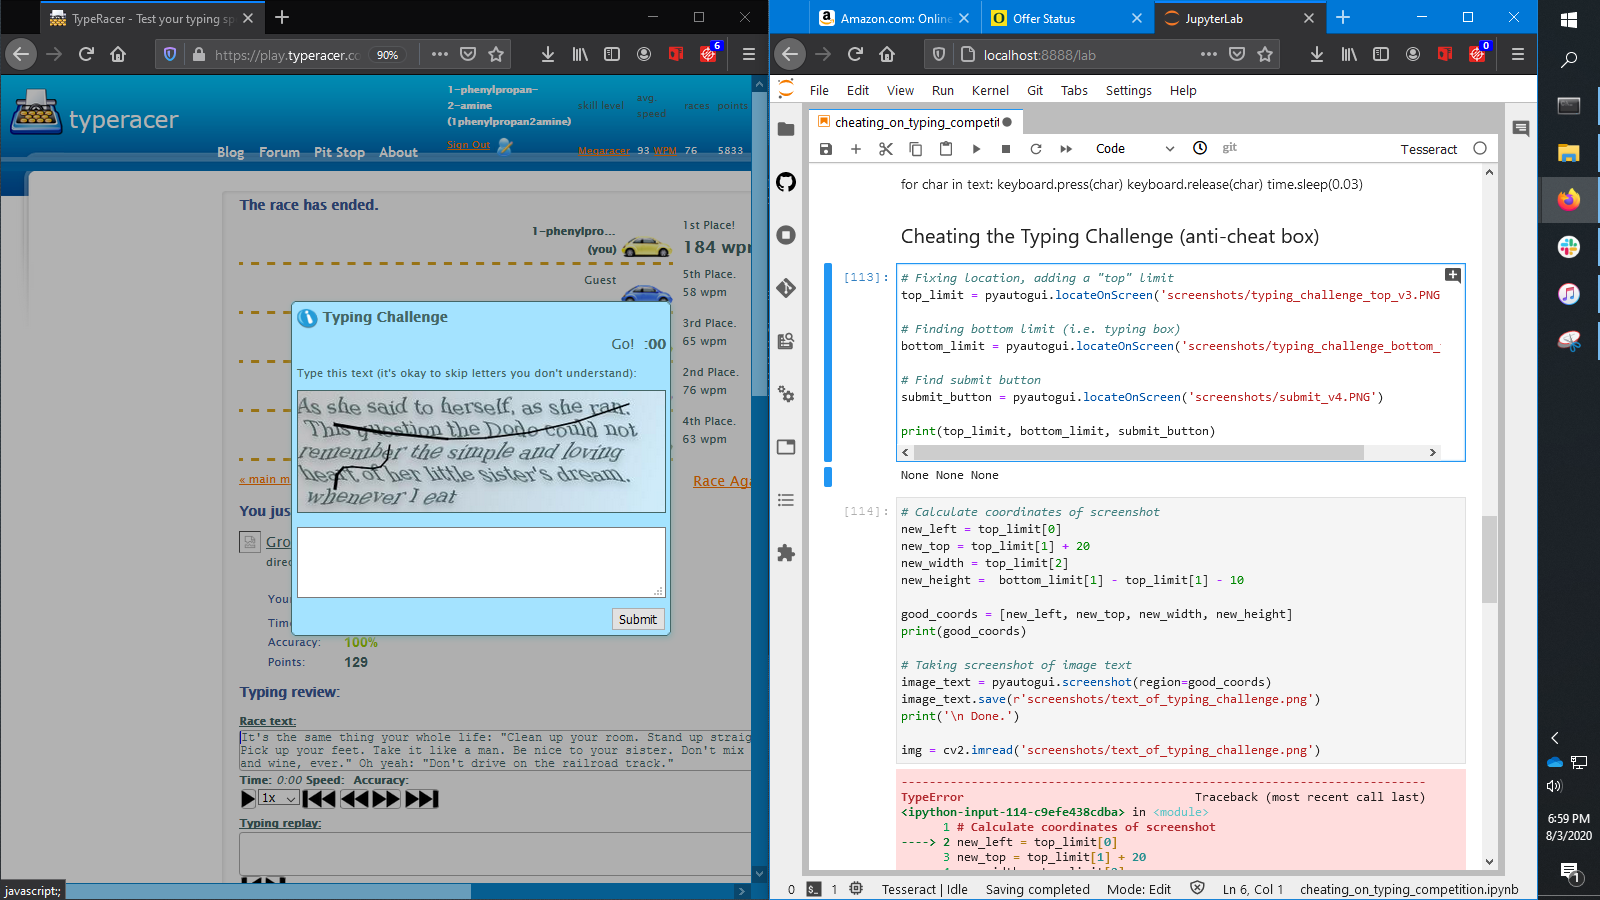 TypeRacer - Test your typing sp
https://play.typeracer.cc
90%
6
typeracer
1-phenylpropan-
2-amine
(1phenylpropan2amine)
Sign Out
skill level
avg.
speed
races
points
Megaracer
93 WPM
76
5833
Blog
Forum
Pit Stop
About
The race has ended.
1-phenylpro...
(you)
1st Place!
184 wpm
Guest
5th Place.
58 wpm
3rd Place.
65 wpm
2nd Place.
76 wpm
4th Place.
63 wpm
« main m
Race Aga
You jus
Gro
direc
Your
Time
Accuracy:
100%
Points:
129
Typing Challenge
Go! :00
Type this text (it's okay to skip letters you don't understand):
As she said to herself, as she ran.
This question the Dodo could not
remember the simple and loving
heart of her little sister's dream.
whenever I eat
Submit
Typing review:
Race text:
It's the same thing your whole life: "Clean up your room. Stand up straig
Pick up your feet. Take it like a man. Be nice to your sister. Don't mix
and wine, ever." Oh yeah: "Don't drive on the railroad track."
Time: 0:00 Speed: Accuracy:
1x
Typing replay:
javascript:;
Amazon.com: Online
Offer Status
JupyterLab
localhost:8888/lab
0
File
Edit
View
Run
Kernel
Git
Tabs
Settings
Help
cheating_on_typing_competit
Code
git
Tesseract
for char in text: keyboard.press(char) keyboard.release(char) time.sleep(0.03)
Cheating the Typing Challenge (anti-cheat box)
[113]:
# Fixing location, adding a "top" limit
top_limit = pyautogui.locateOnScreen('screenshots/typing_challenge_top_v3.PNG
# Finding bottom limit (i.e. typing box)
bottom_limit = pyautogui.locateOnScreen('screenshots/typing_challenge_bottom_
# Find submit button
submit_button = pyautogui.locateOnScreen('screenshots/submit_v4.PNG')
print(top_limit, bottom_limit, submit_button)
None None None
[114]:
# Calculate coordinates of screenshot
new_left = top_limit[0]
new_top = top_limit[1] + 20
new_width = top_limit[2]
new_height =  bottom_limit[1] - top_limit[1] - 10
good_coords = [new_left, new_top, new_width, new_height]
print(good_coords)
# Taking screenshot of image text
image_text = pyautogui.screenshot(region=good_coords)
image_text.save(r'screenshots/text_of_typing_challenge.png')
print('\n Done.')
img = cv2.imread('screenshots/text_of_typing_challenge.png')
---------------------------------------------------------------------------
TypeError                                 Traceback (most recent call last)
<ipython-input-114-c9efe438cdba> in <module>
1 # Calculate coordinates of screenshot
----> 2 new_left = top_limit[0]
3 new_top = top_limit[1] + 20
0
1
Tesseract | Idle
Saving completed
Mode: Edit
Ln 6, Col 1
cheating_on_typing_competition.ipynb
6:59 PM
8/3/2020
1